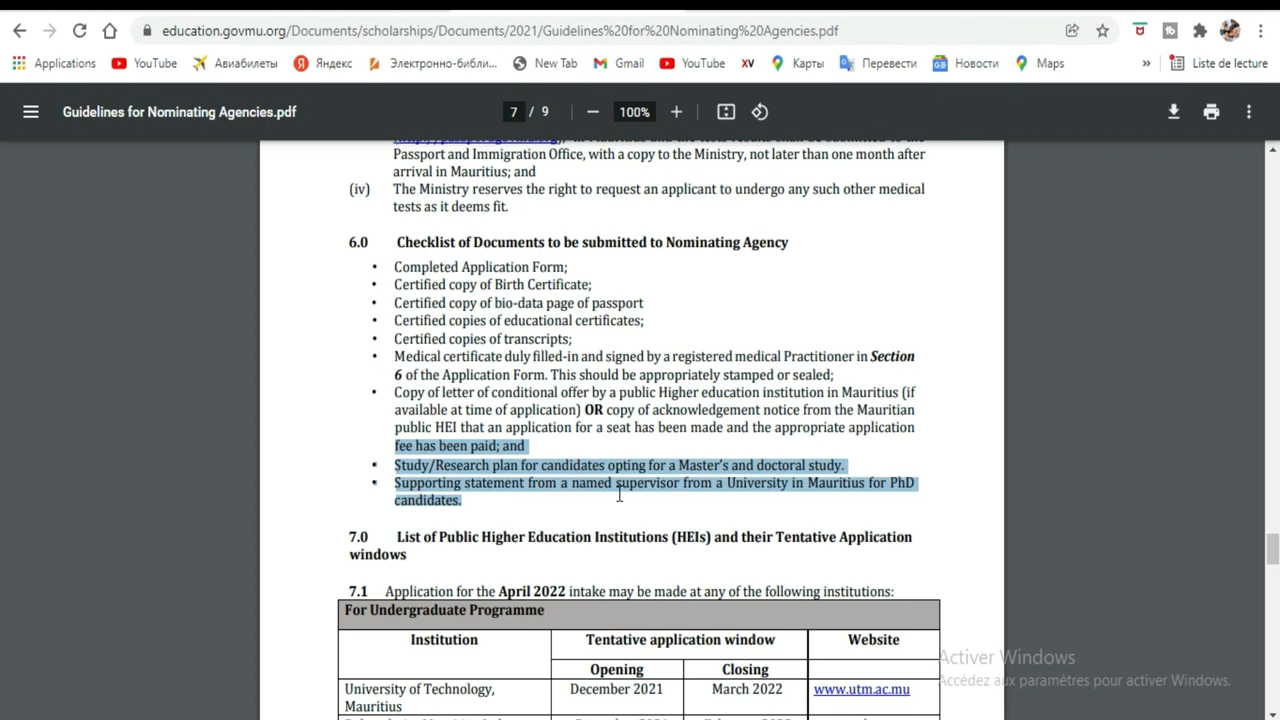 education.govmu.org/Documents/scholarships/Documents/2021/Guidelines%20for%20Nominating%20Agencies.pdf
Applications YouTube Авиабилеты Яндекс Электронно-библи... New Tab Gmail YouTube XV Карты Перевести Новости Maps » Liste de lecture
Guidelines for Nominating Agencies.pdf 7 / 9 100%
Passport and Immigration Office, with a copy to the Ministry, not later than one month after
arrival in Mauritius; and
(iv) The Ministry reserves the right to request an applicant to undergo any such other medical
tests as it deems fit.
6.0 Checklist of Documents to be submitted to Nominating Agency
• Completed Application Form;
• Certified copy of Birth Certificate;
• Certified copy of bio-data page of passport
• Certified copies of educational certificates;
• Certified copies of transcripts;
• Medical certificate duly filled-in and signed by a registered medical Practitioner in Section
6 of the Application Form. This should be appropriately stamped or sealed;
• Copy of letter of conditional offer by a public Higher education institution in Mauritius (if
available at time of application) OR copy of acknowledgement notice from the Mauritian
public HEI that an application for a seat has been made and the appropriate application
fee has been paid; and
• Study/Research plan for candidates opting for a Master's and doctoral study.
• Supporting statement from a named supervisor from a University in Mauritius for PhD
candidates.
7.0 List of Public Higher Education Institutions (HEIs) and their Tentative Application
windows
7.1 Application for the April 2022 intake may be made at any of the following institutions:
For Undergraduate Programme
Institution Tentative application window Website
Opening Closing
University of Technology, December 2021 March 2022 www.utm.ac.mu
Mauritius
Activer Windows
Accédez aux paramètres pour activer Windows.